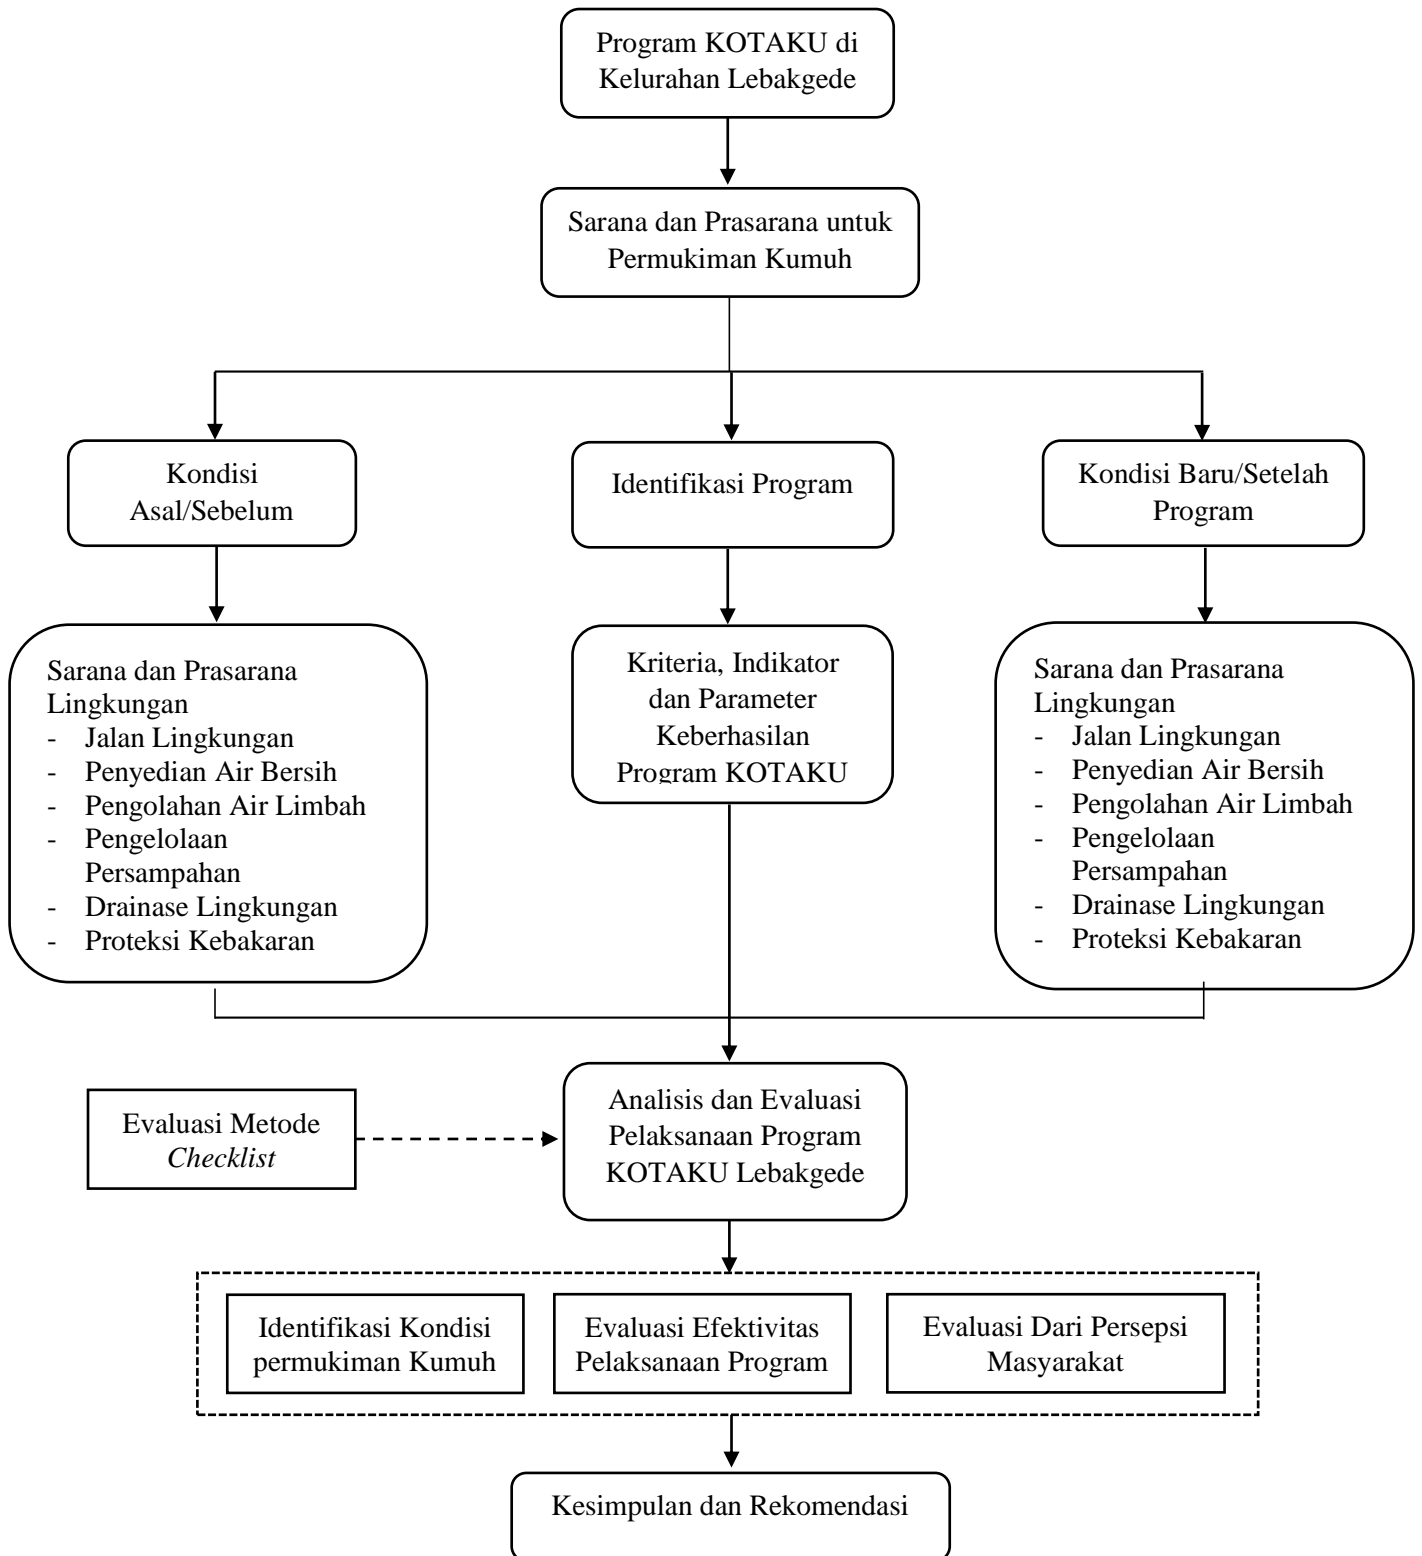 Program KOTAKU di
Kelurahan Lebakgede
Sarana dan Prasarana untuk
Permukiman Kumuh
Kondisi
Asal/Sebelum
Identifikasi Program
Kondisi Baru/Setelah
Program
Sarana dan Prasarana
Lingkungan
- Jalan Lingkungan
- Penyedian Air Bersih
- Pengolahan Air Limbah
- Pengelolaan
Persampahan
- Drainase Lingkungan
- Proteksi Kebakaran
Kriteria, Indikator
dan Parameter
Keberhasilan
Program KOTAKU
Sarana dan Prasarana
Lingkungan
- Jalan Lingkungan
- Penyedian Air Bersih
- Pengolahan Air Limbah
- Pengelolaan
Persampahan
- Drainase Lingkungan
- Proteksi Kebakaran
Evaluasi Metode
Checklist
Analisis dan Evaluasi
Pelaksanaan Program
KOTAKU Lebakgede
Identifikasi Kondisi
permukiman Kumuh
Evaluasi Efektivitas
Pelaksanaan Program
Evaluasi Dari Persepsi
Masyarakat
Kesimpulan dan Rekomendasi